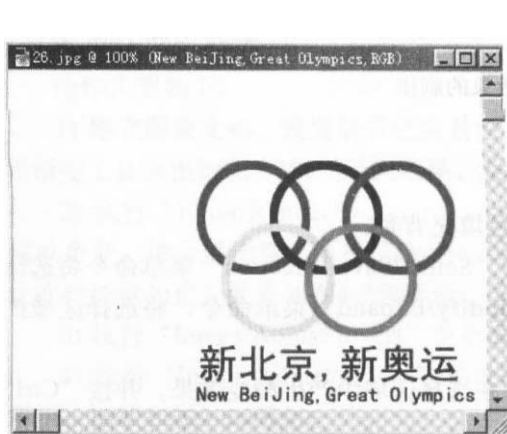 26.jpg @ 100% (New BeiJing,Great Olympics,RGB)
新北京 新奥运
New BeiJing,Great Olympics